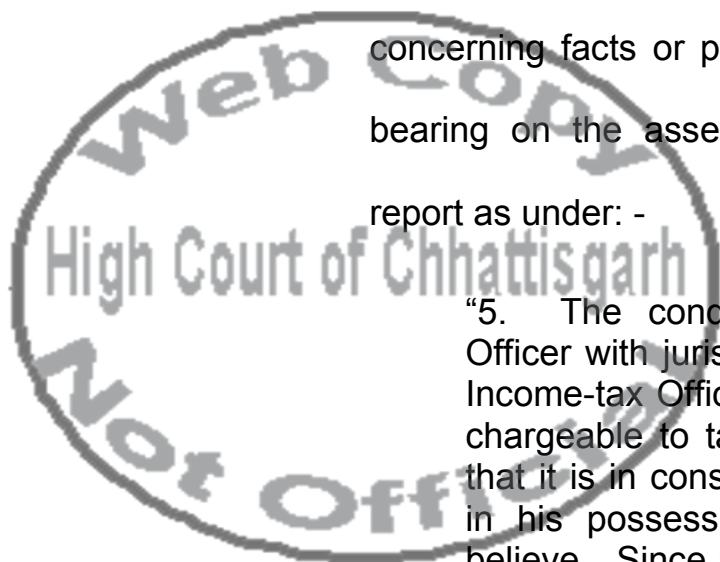 concerning facts or p
Web Copy
bearing on the asse
report as under: -
High Court of Chhattisgarh
“5. The cond
Officer with juris
Income-tax Offic
chargeable to ta
that it is in cons
in his possess
believe. Since
Not Official